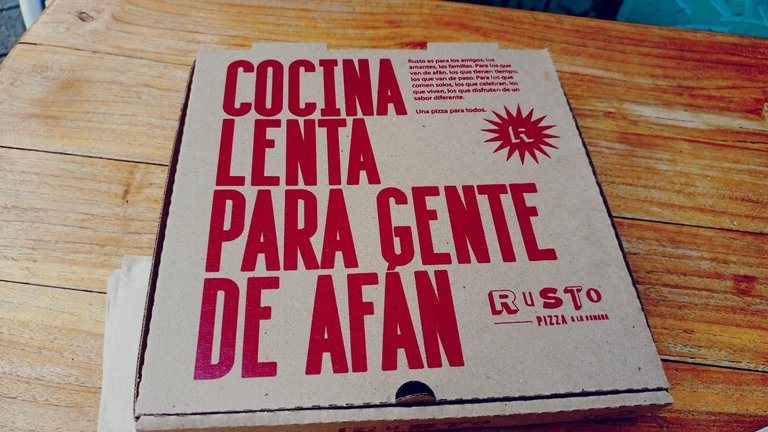 COCINA
LENTA
PARA GENTE
DE AFÁN
Rusto es para los amigos, los
amantes, las familias. Para los que
van de afán, los que tienen tiempo,
los que van de paso. Para los que
comen solos, los que celebran, los
que viven, los que disfrutan de un
sabor diferente.
Una pizza para todos.
R
RUSTO
PIZZA A LA ROMANA